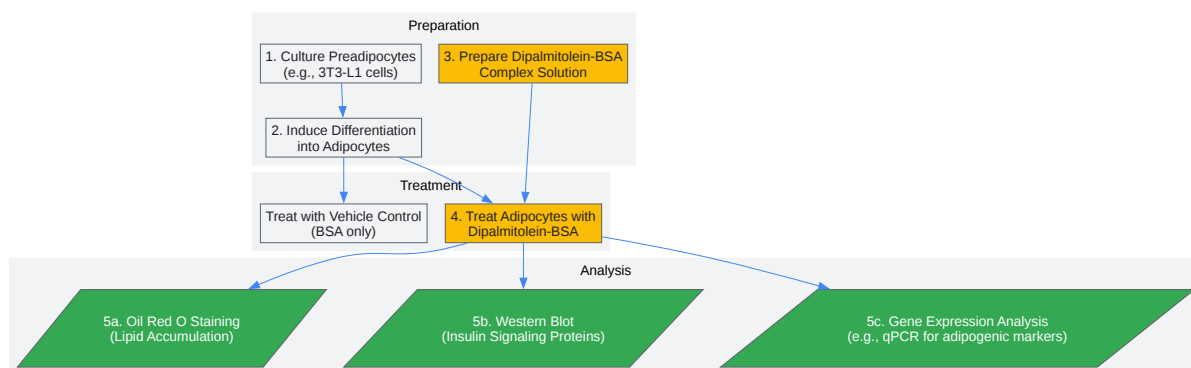 Preparation
1. Culture Preadipocytes
(e.g., 3T3-L1 cells)
3. Prepare Dipalmitolein-BSA
Complex Solution
2. Induce Differentiation
into Adipocytes
Treatment
Treat with Vehicle Control
(BSA only)
4. Treat Adipocytes with
Dipalmitolein-BSA
Analysis
5a. Oil Red O Staining
(Lipid Accumulation)
5b. Western Blot
(Insulin Signaling Proteins)
5c. Gene Expression Analysis
(e.g., qPCR for adipogenic markers)